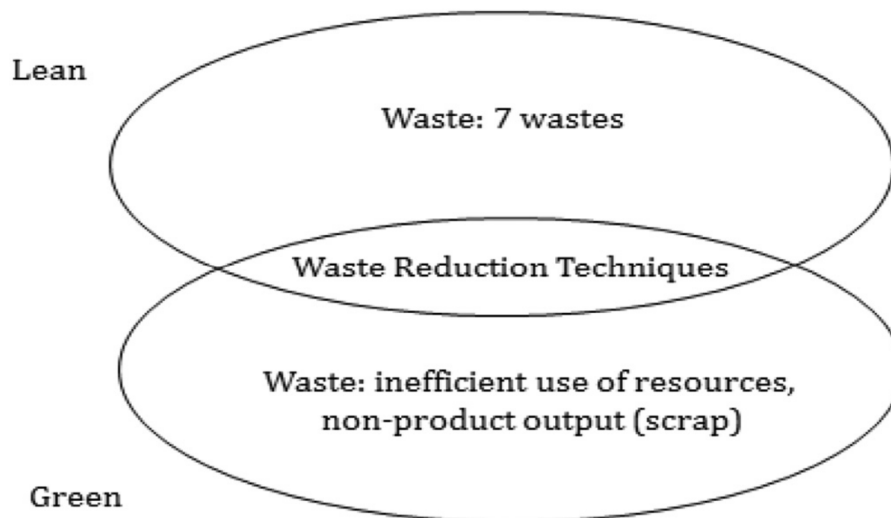 Lean
Waste: 7 wastes
Waste Reduction Techniques
Waste: inefficient use of resources,
non-product output (scrap)
Green